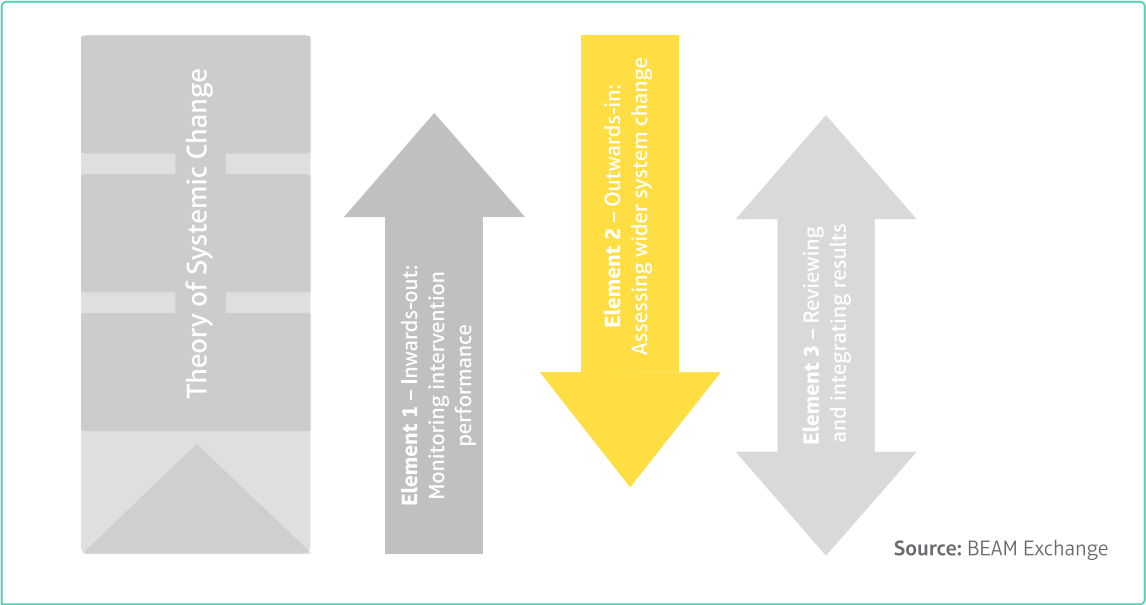 Theory of Systemic Change
Element 1 – Inwards-out:
Monitoring intervention
performance
Element 2 – Outwards-in:
Assessing wider system change
Element 3 – Reviewing
and integrating results
Source: BEAM Exchange